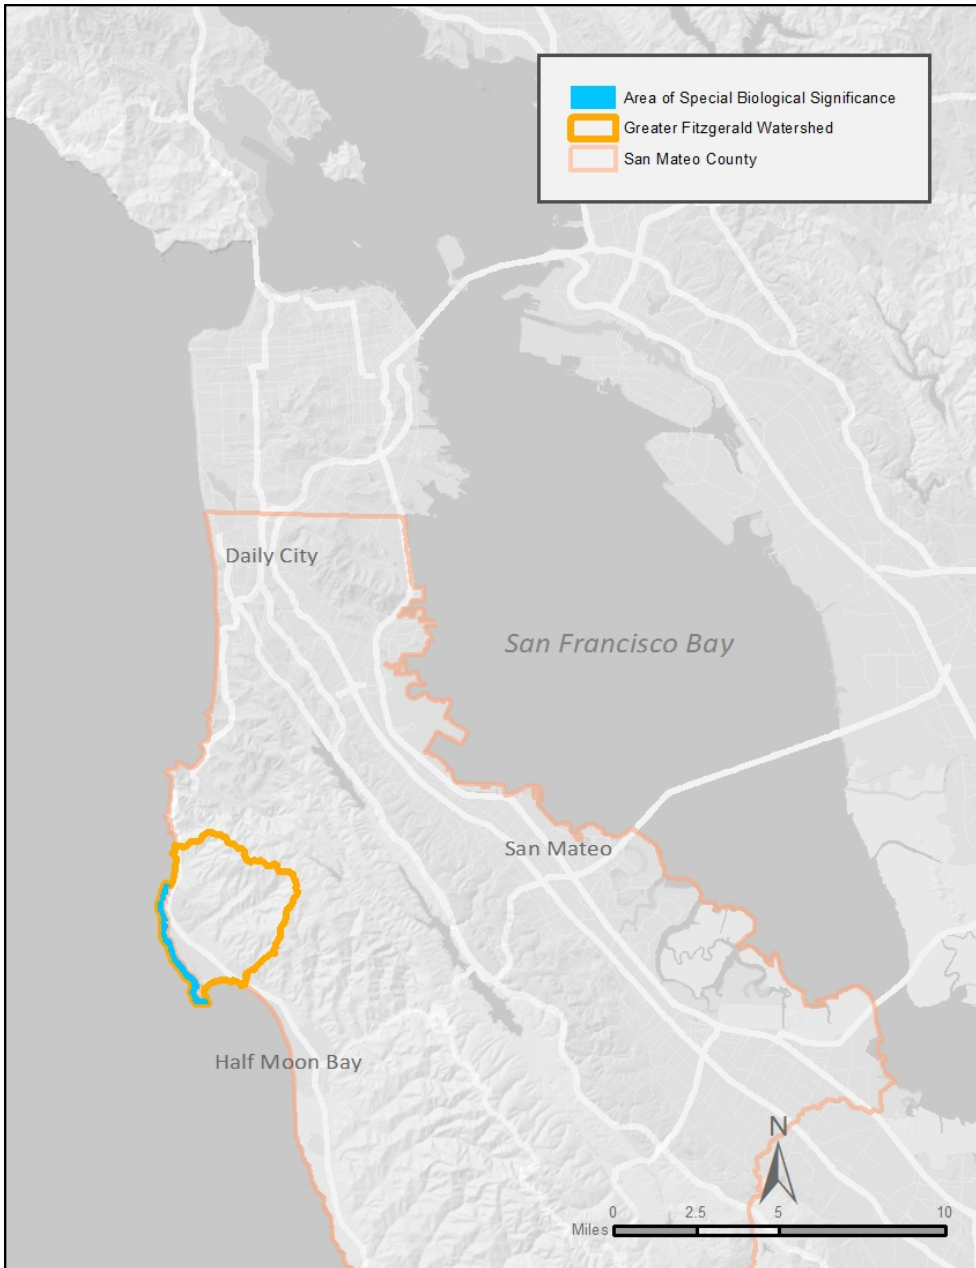 Area of Special Biological Significance
Greater Fitzgerald Watershed
San Mateo County
Daily City
San Francisco Bay
San Mateo
Half Moon Bay
N
0 2.5 5 10
Miles